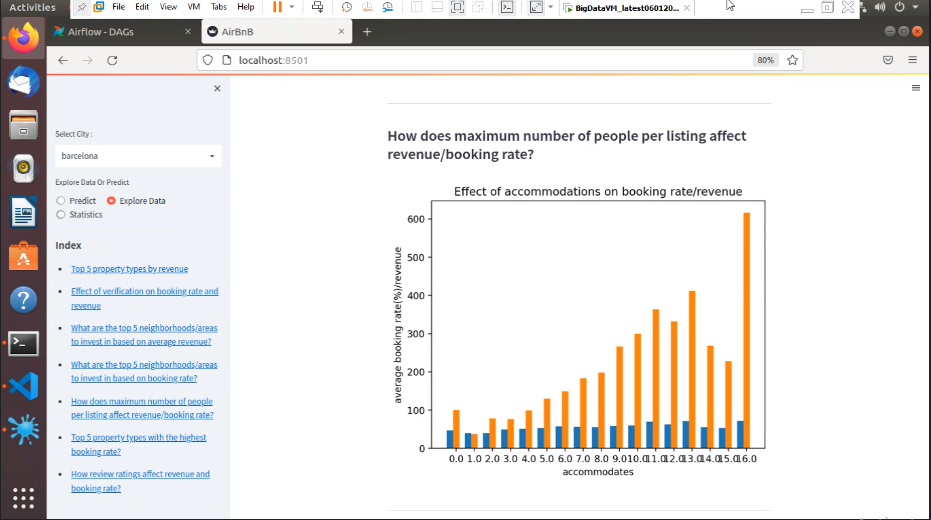 Activities
File Edit View VM Tabs Help
BigDataVM_latest060120...
Airflow - DAGs
AirBnB
localhost:8501
80%
Select City :
barcelona
Explore Data Or Predict
Predict
Explore Data
Statistics
Index
Top 5 property types by revenue
Effect of verification on booking rate and
revenue
What are the top 5 neighborhoods/areas
to invest in based on average revenue?
What are the top 5 neighborhoods/areas
to invest in based on booking rate?
How does maximum number of people
per listing affect revenue/booking rate?
Top 5 property types with the highest
booking rate?
How review ratings affect revenue and
booking rate?
How does maximum number of people per listing affect
revenue/booking rate?
Effect of accommodations on booking rate/revenue
average booking rate(%)/revenue
600
500
400
300
200
100
0
0.0 1.0 2.0 3.0 4.0 5.0 6.0 7.0 8.0 9.0 10.0 11.0 12.0 13.0 14.0 15.0 16.0
accommodates